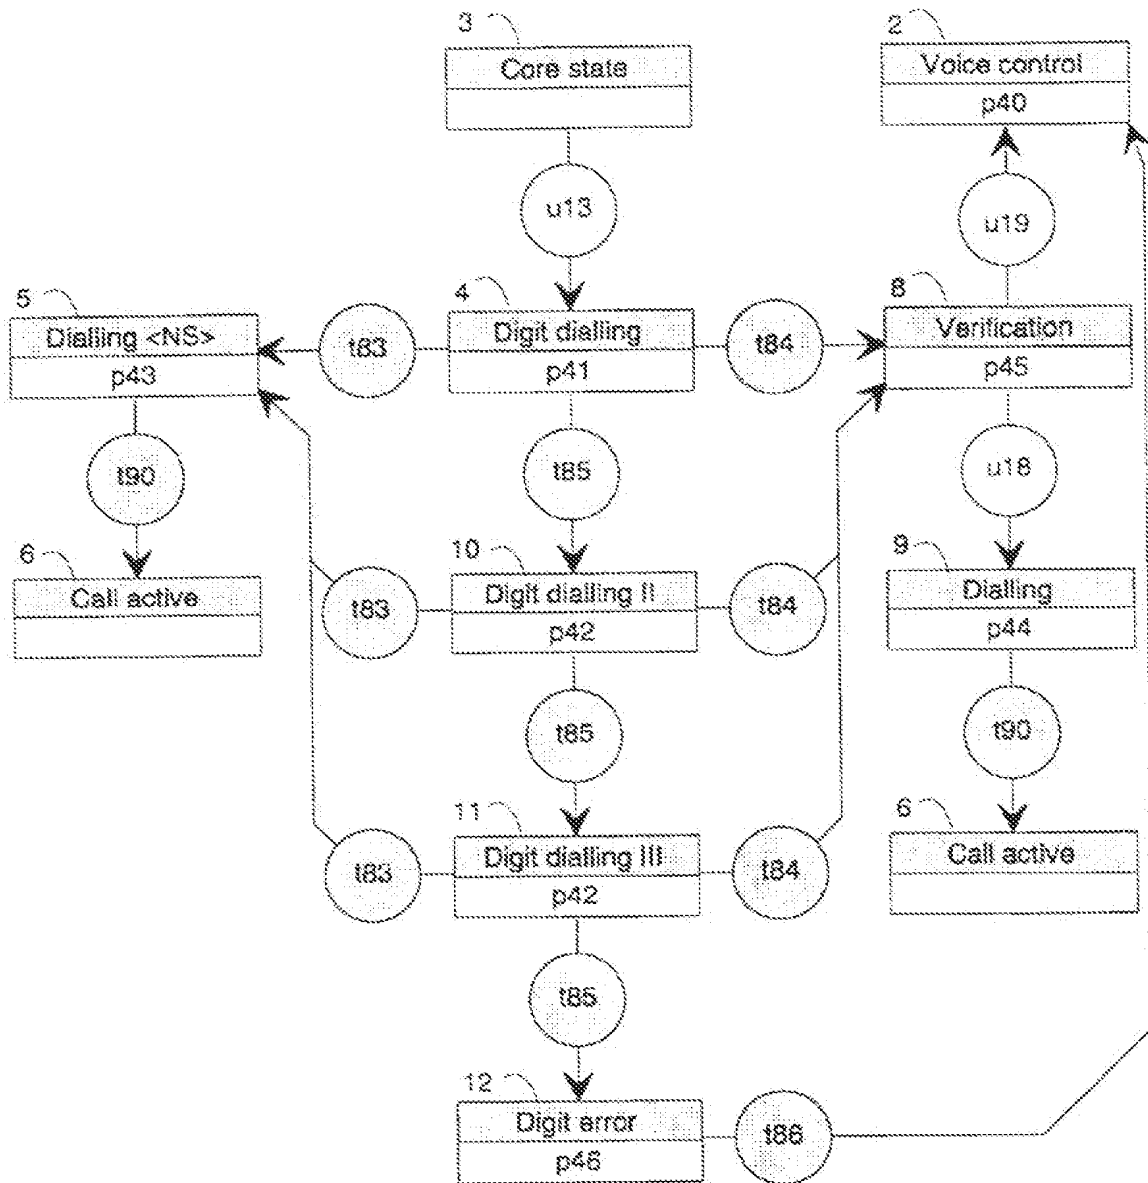 3
Core state
2
Voice control
p40
u13
u19
5
Dialling <NS>
p43
t83
4
Digit dialling
p41
t84
8
Verification
p45
t90
t85
u18
6
Call active
t83
10
Digit dialling II
p42
t84
9
Dialling
p44
t85
t90
t83
11
Digit dialling III
p42
t84
6
Call active
t85
12
Digit error
p46
t86